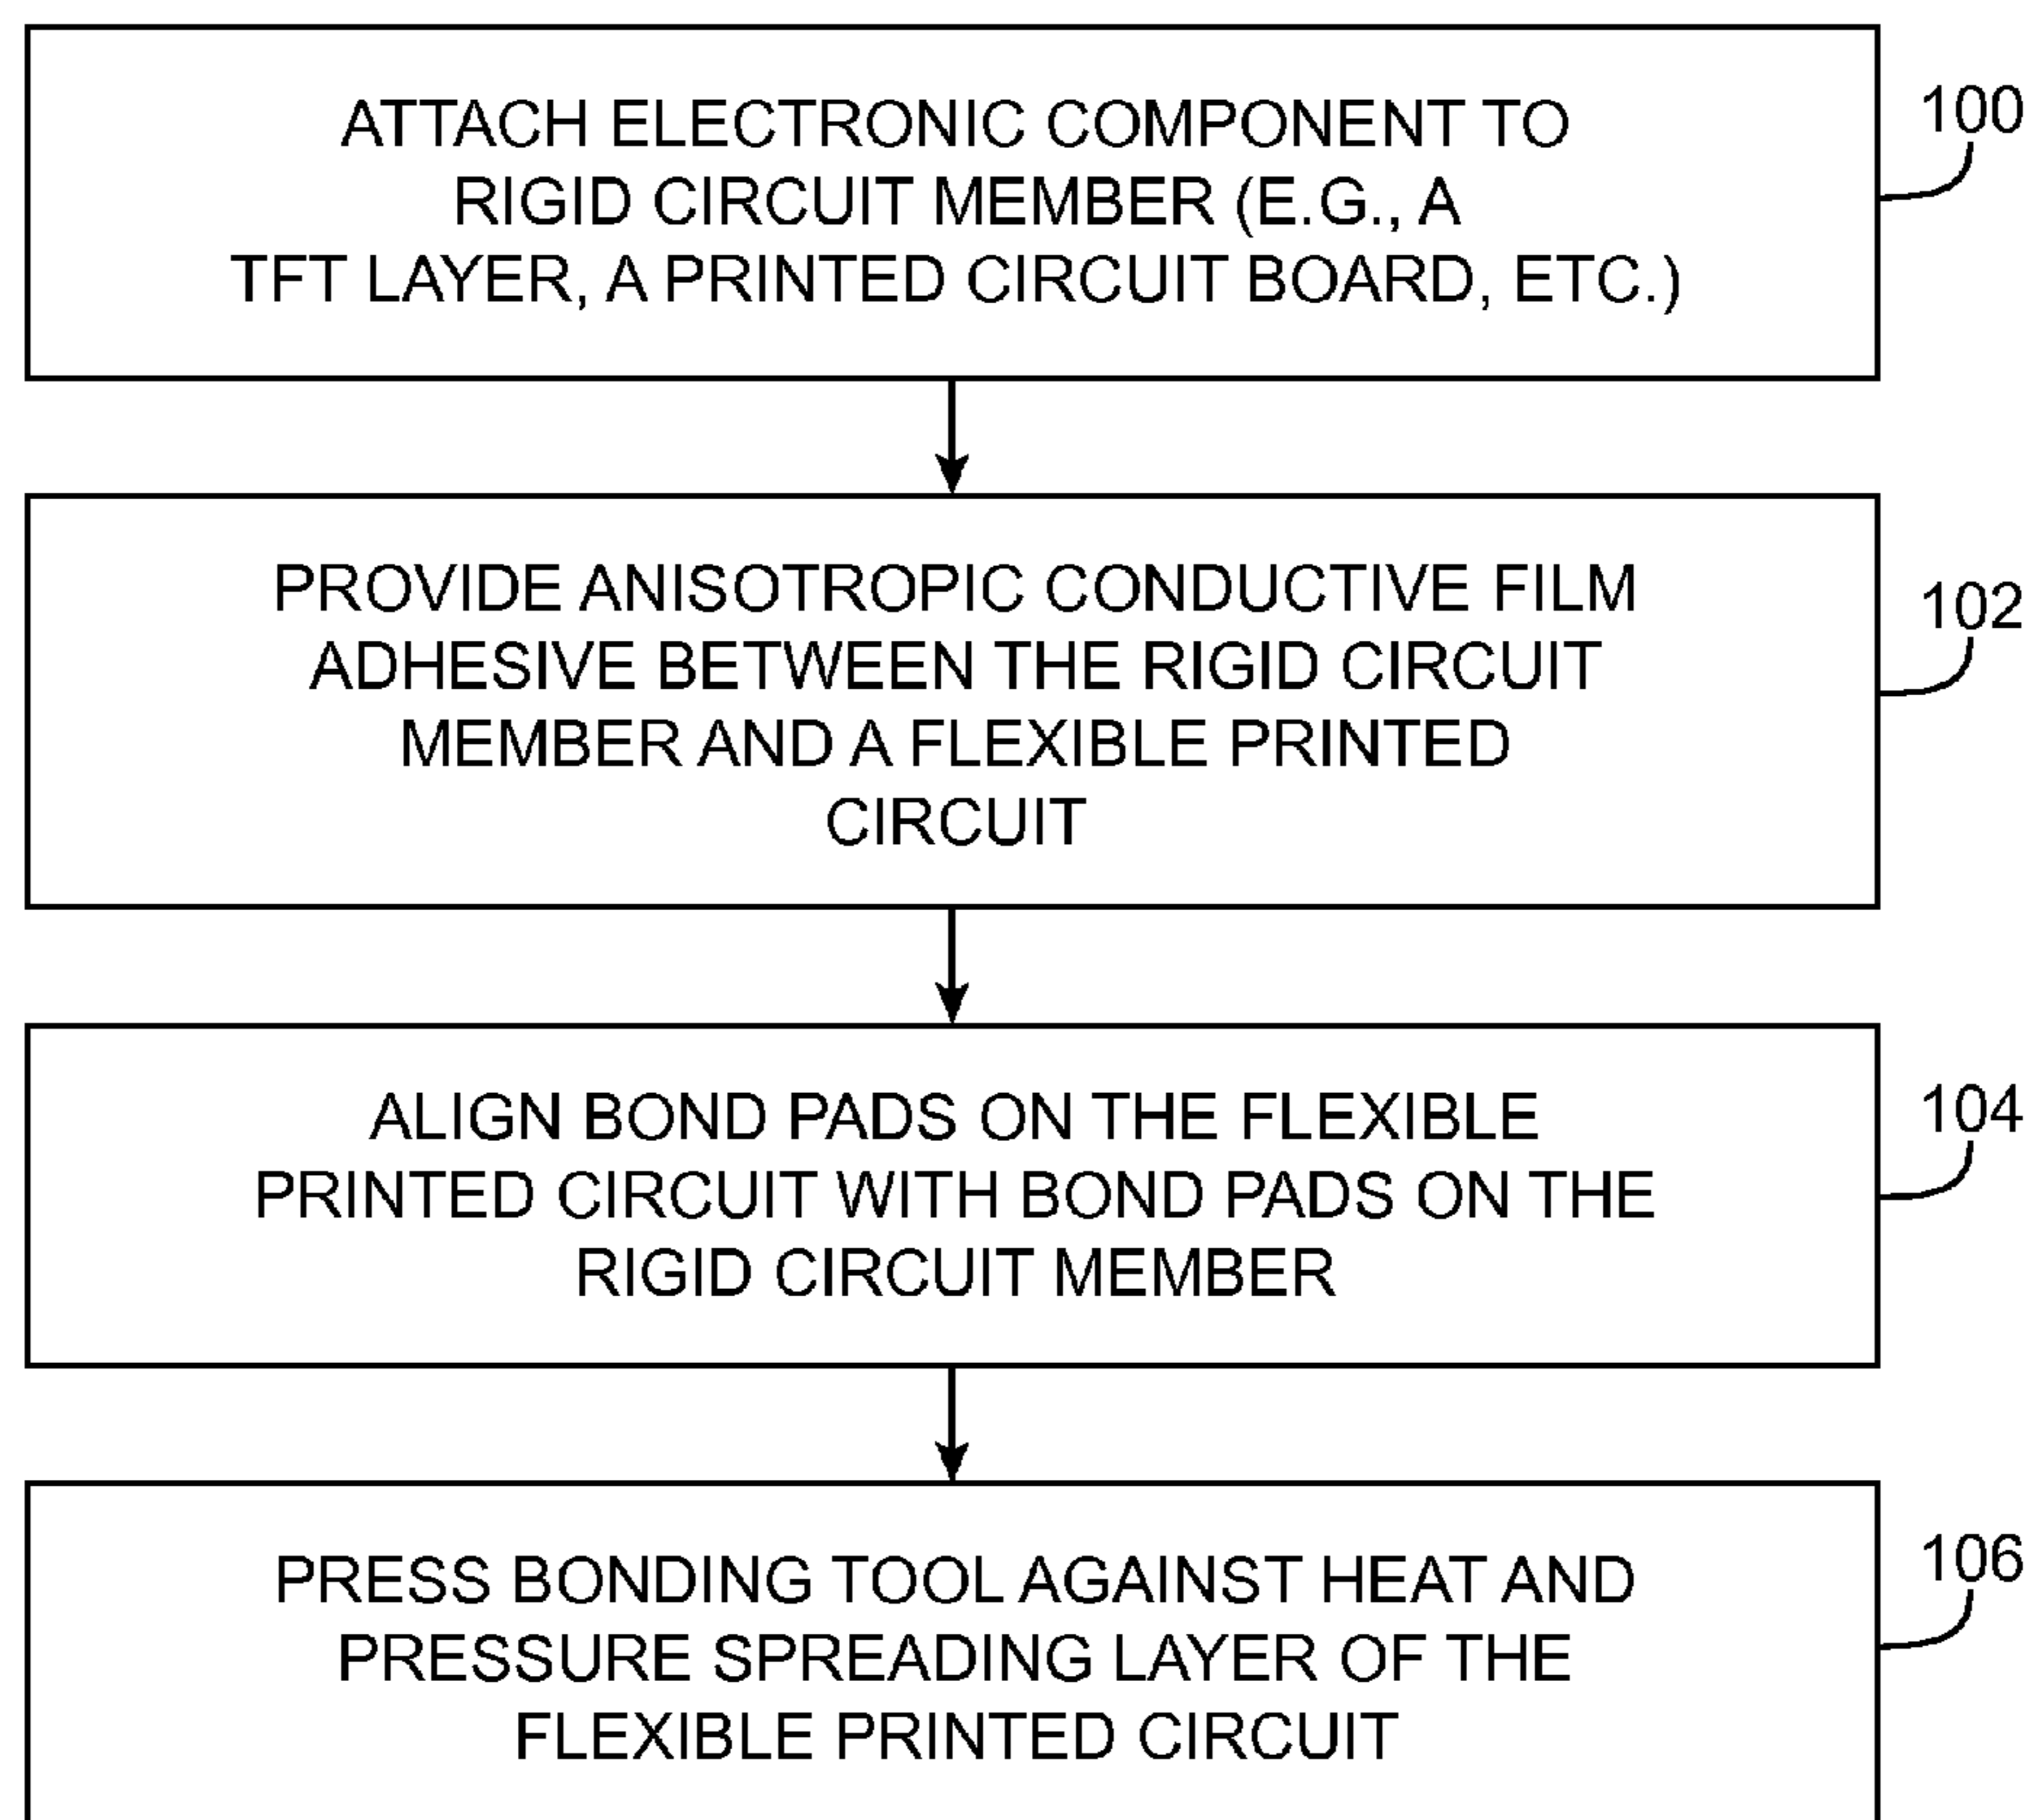 ATTACH ELECTRONIC COMPONENT TO
RIGID CIRCUIT MEMBER (E.G., A
TFT LAYER, A PRINTED CIRCUIT BOARD, ETC.)
100
PROVIDE ANISOTROPIC CONDUCTIVE FILM
ADHESIVE BETWEEN THE RIGID CIRCUIT
MEMBER AND A FLEXIBLE PRINTED
CIRCUIT
102
ALIGN BOND PADS ON THE FLEXIBLE
PRINTED CIRCUIT WITH BOND PADS ON THE
RIGID CIRCUIT MEMBER
104
PRESS BONDING TOOL AGAINST HEAT AND
PRESSURE SPREADING LAYER OF THE
FLEXIBLE PRINTED CIRCUIT
106